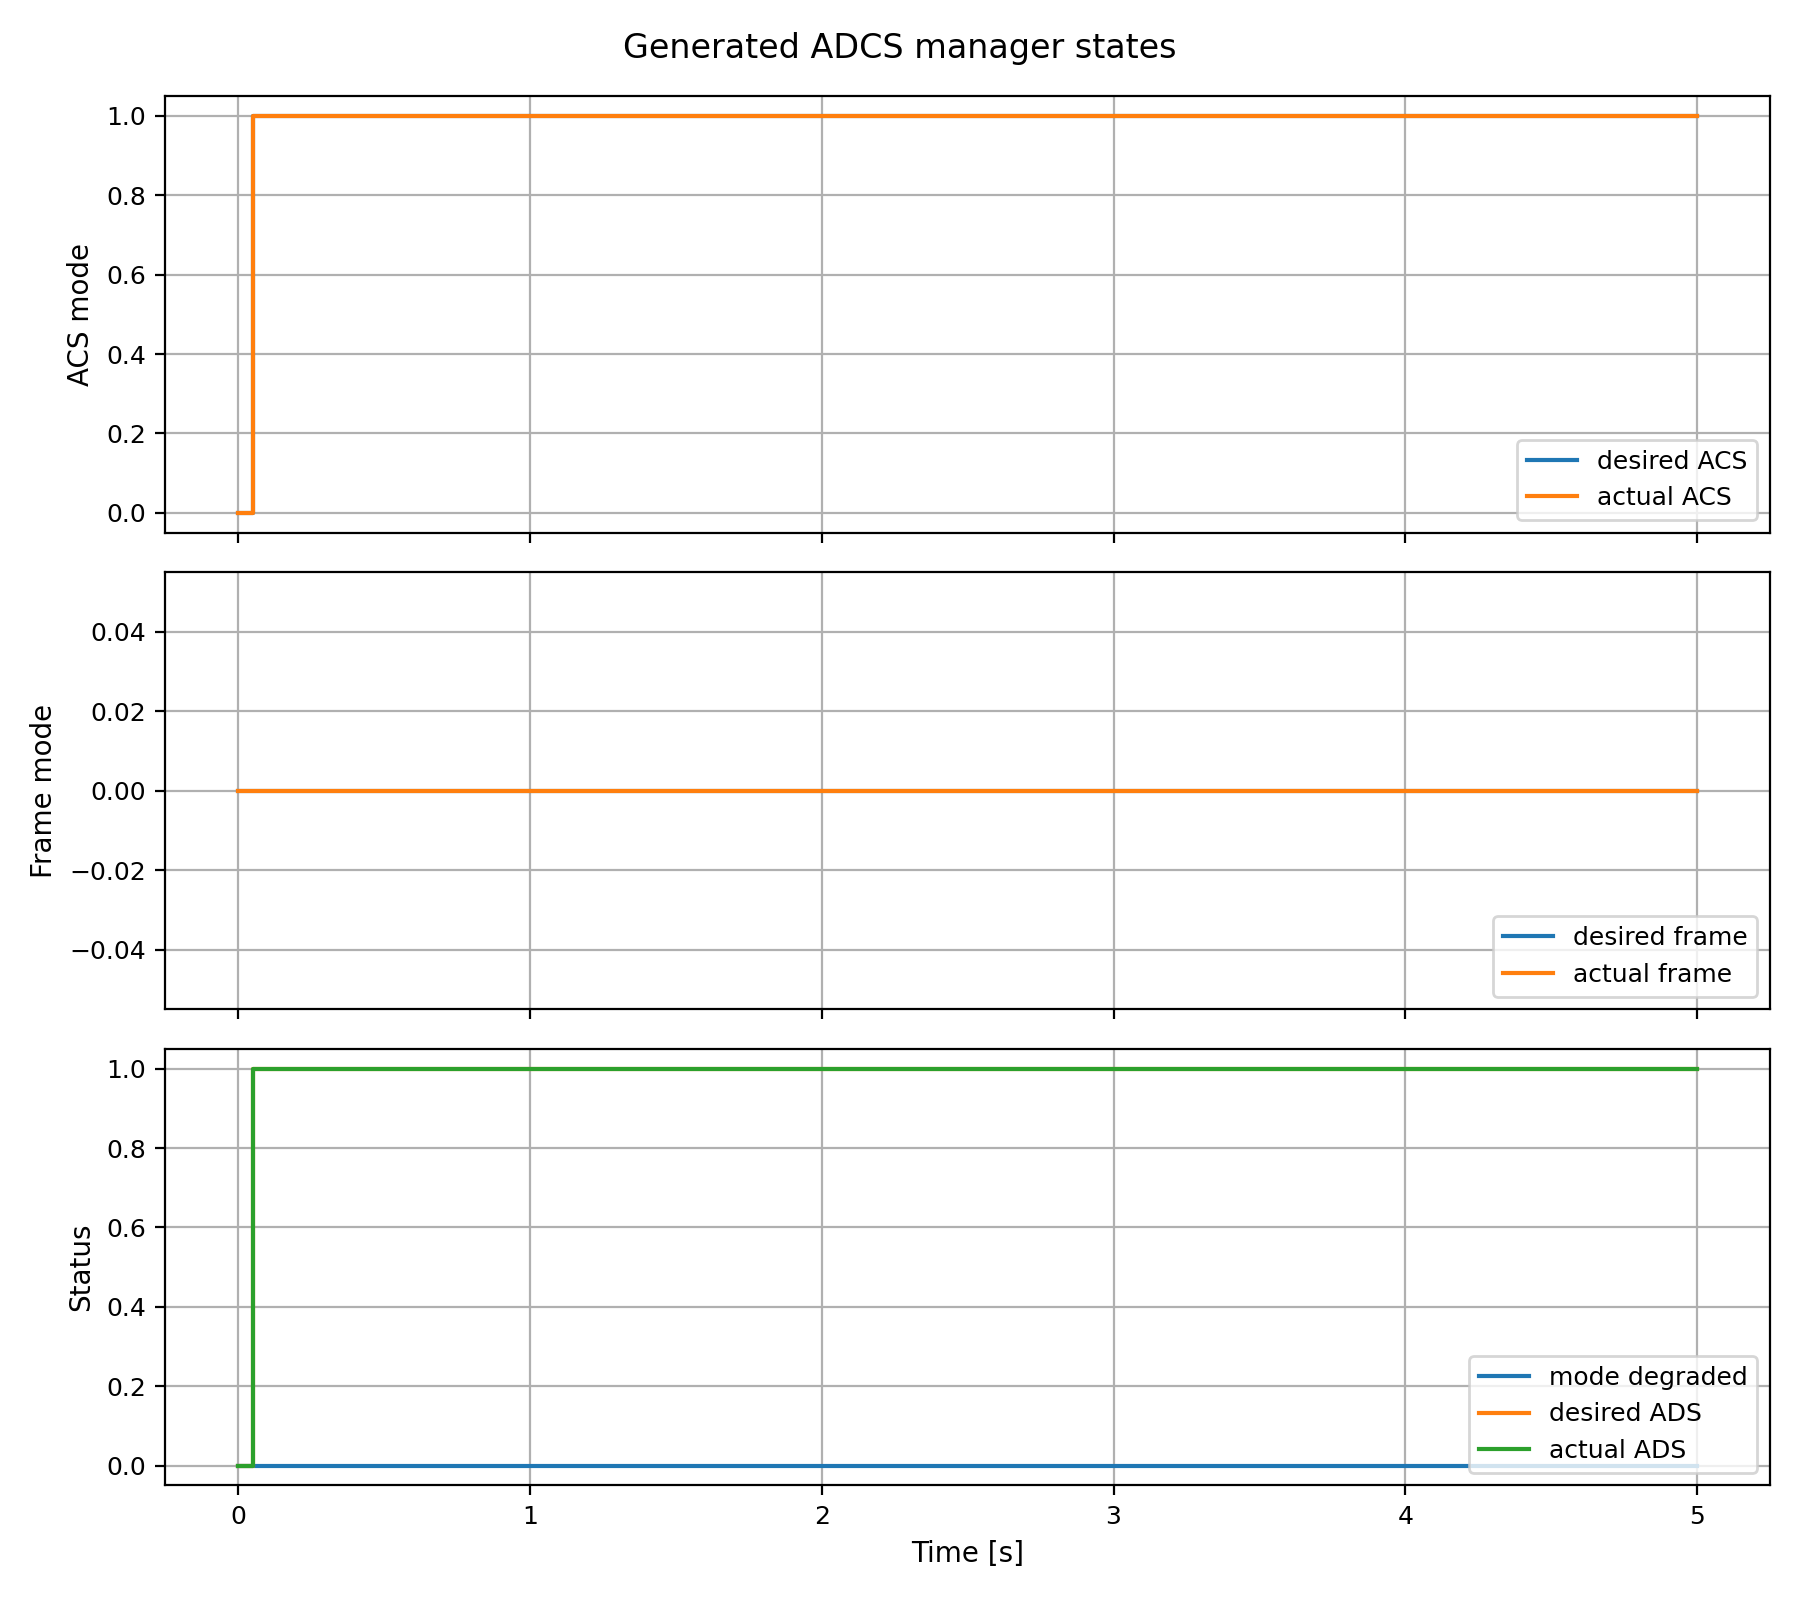 Generated ADCS manager states
1.0
0.8
0.6
0.4
0.2
0.0
ACS mode
desired ACS
actual ACS
0.04
0.02
0.00
−0.02
−0.04
Frame mode
desired frame
actual frame
1.0
0.8
0.6
0.4
0.2
0.0
Status
mode degraded
desired ADS
actual ADS
0 1 2 3 4 5
Time [s]